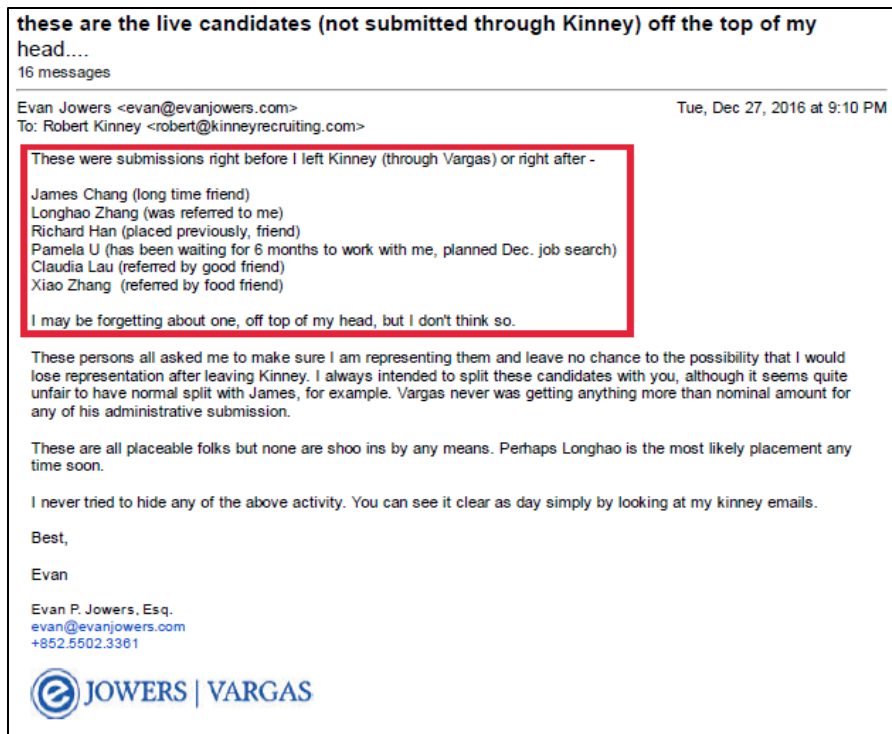 these are the live candidates (not submitted through Kinney) off the top of my
head....
16 messages
Evan Jowers <evan@evanjowers.com> Tue, Dec 27, 2016 at 9:10 PM
To: Robert Kinney <robert@kinneyrecruiting.com>
These were submissions right before I left Kinney (through Vargas) or right after -
James Chang (long time friend)
Longhao Zhang (was referred to me)
Richard Han (placed previously, friend)
Pamela U (has been waiting for 6 months to work with me, planned Dec. job search)
Claudia Lau (referred by good friend)
Xiao Zhang (referred by food friend)
I may be forgetting about one, off top of my head, but I don't think so.
These persons all asked me to make sure I am representing them and leave no chance to the possibility that I would
lose representation after leaving Kinney. I always intended to split these candidates with you, although it seems quite
unfair to have normal split with James, for example. Vargas never was getting anything more than nominal amount for
any of his administrative submission.
These are all placeable folks but none are shoo ins by any means. Perhaps Longhao is the most likely placement any
time soon.
I never tried to hide any of the above activity. You can see it clear as day simply by looking at my kinney emails.
Best,
Evan
Evan P. Jowers, Esq.
evan@evanjowers.com
+852.5502.3361
e JOWERS | VARGAS